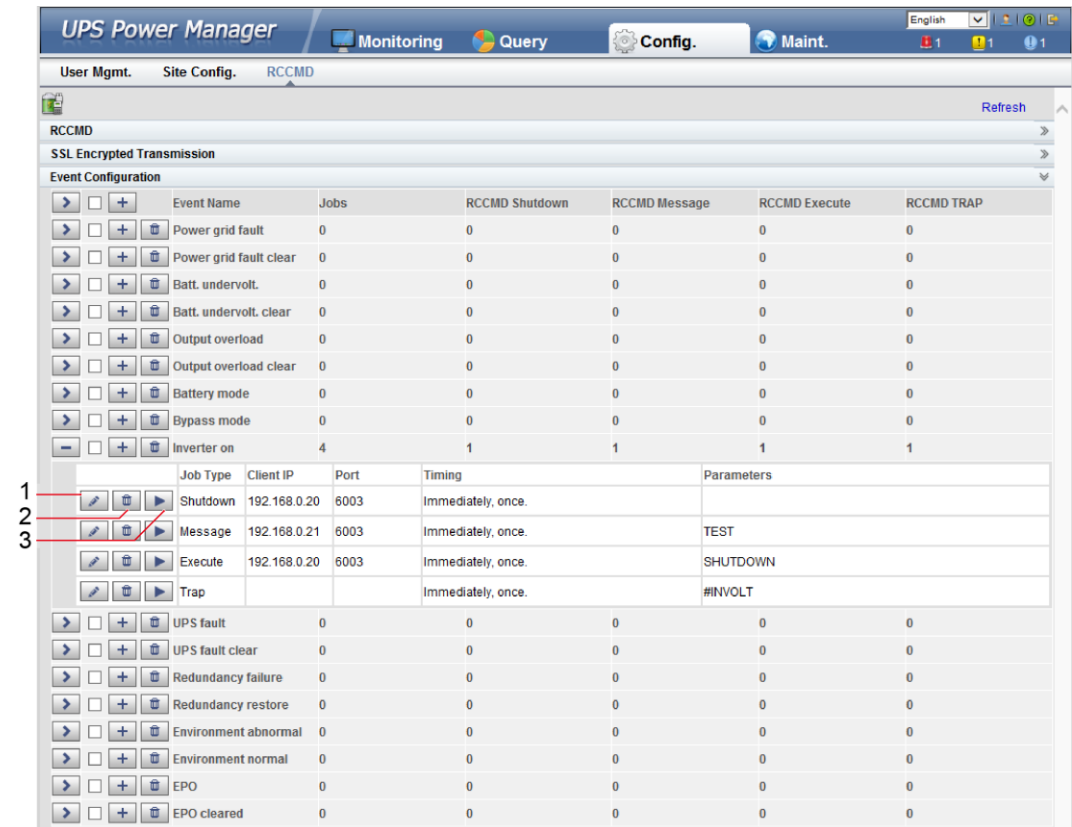 UPS Power Manager
Monitoring Query Config. Maint.
English
1 1 1
User Mgmt. Site Config. RCCMD
Refresh
RCCMD
SSL Encrypted Transmission
Event Configuration
Event Name Jobs RCCMD Shutdown RCCMD Message RCCMD Execute RCCMD TRAP
Power grid fault 0 0 0 0 0
Power grid fault clear 0 0 0 0 0
Batt. undervolt. 0 0 0 0 0
Batt. undervolt. clear 0 0 0 0 0
Output overload 0 0 0 0 0
Output overload clear 0 0 0 0 0
Battery mode 0 0 0 0 0
Bypass mode 0 0 0 0 0
Inverter on 4 1 1 1 1
Job Type Client IP Port Timing Parameters
1 Shutdown 192.168.0.20 6003 Immediately, once.
2
3 Message 192.168.0.21 6003 Immediately, once. TEST
Execute 192.168.0.20 6003 Immediately, once. SHUTDOWN
Trap Immediately, once. #INVOLT
UPS fault 0 0 0 0 0
UPS fault clear 0 0 0 0 0
Redundancy failure 0 0 0 0 0
Redundancy restore 0 0 0 0 0
Environment abnormal 0 0 0 0 0
Environment normal 0 0 0 0 0
EPO 0 0 0 0 0
EPO cleared 0 0 0 0 0